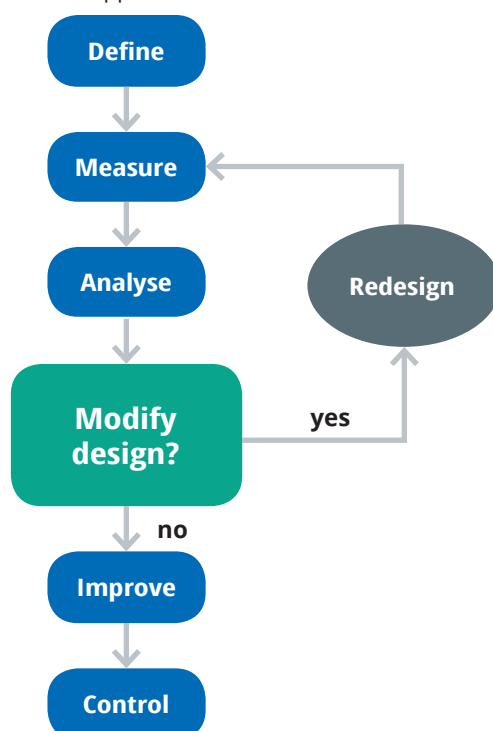 Define
Measure
Analyse
Redesign
Modify
design?
yes
no
Improve
Control